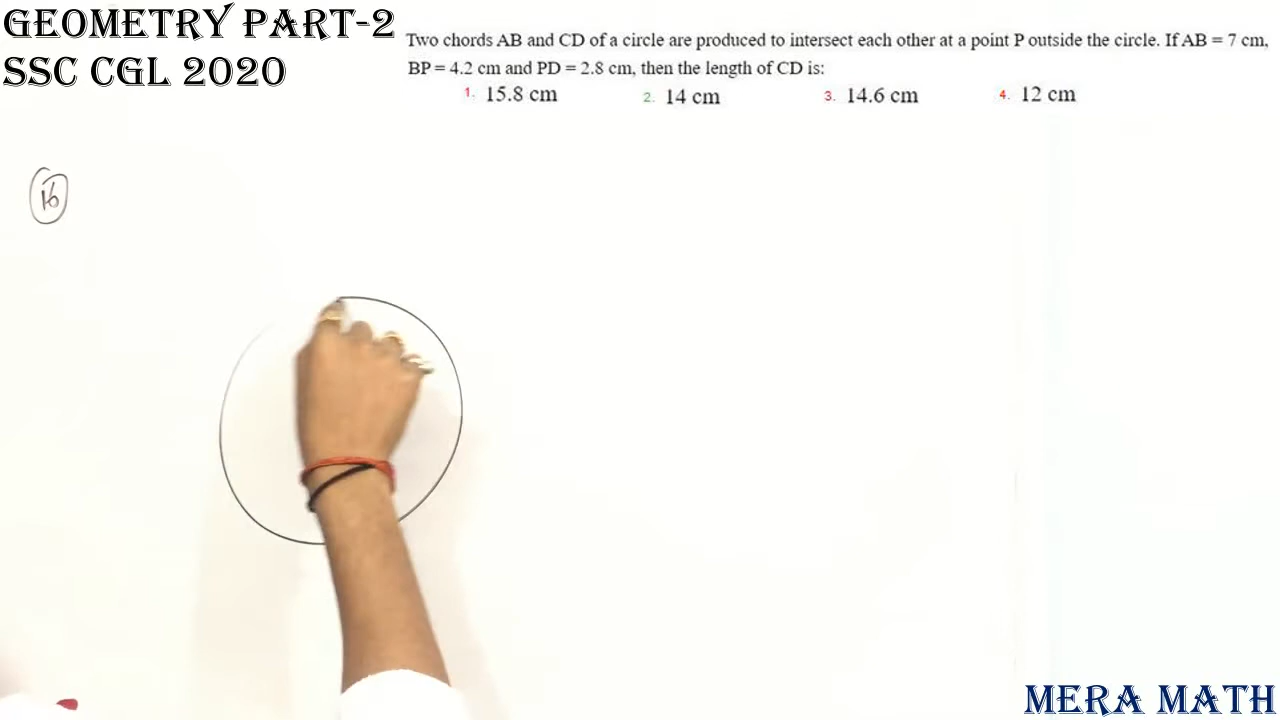 GEOMETRY PART-2
SSC CGL 2020
Two chords AB and CD of a circle are produced to intersect each other at a point P outside the circle. If AB = 7 cm,
BP = 4.2 cm and PD = 2.8 cm, then the length of CD is:
1. 15.8 cm 2. 14 cm 3. 14.6 cm 4. 12 cm
16
MERA MATH